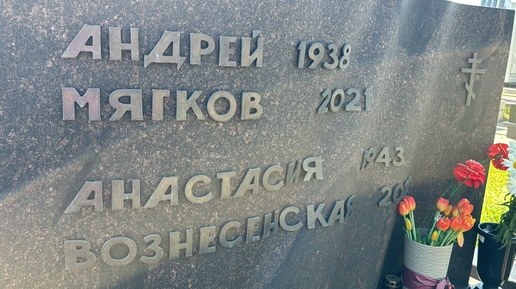 АНДРЕЙ 1938
МЯГКОВ 2021
АНАСТАСИЯ 1943
ВОЗНЕСЕНСКАЯ